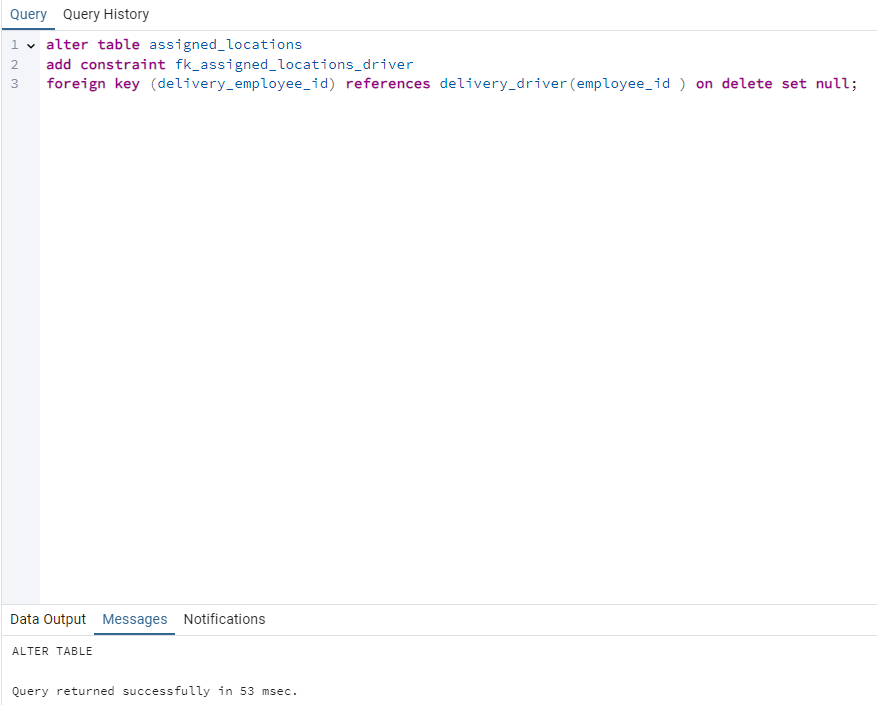 Query Query History
1 alter table assigned_locations
2 add constraint fk_assigned_locations_driver
3 foreign key (delivery_employee_id) references delivery_driver(employee_id ) on delete set null;
Data Output Messages Notifications
ALTER TABLE
Query returned successfully in 53 msec.